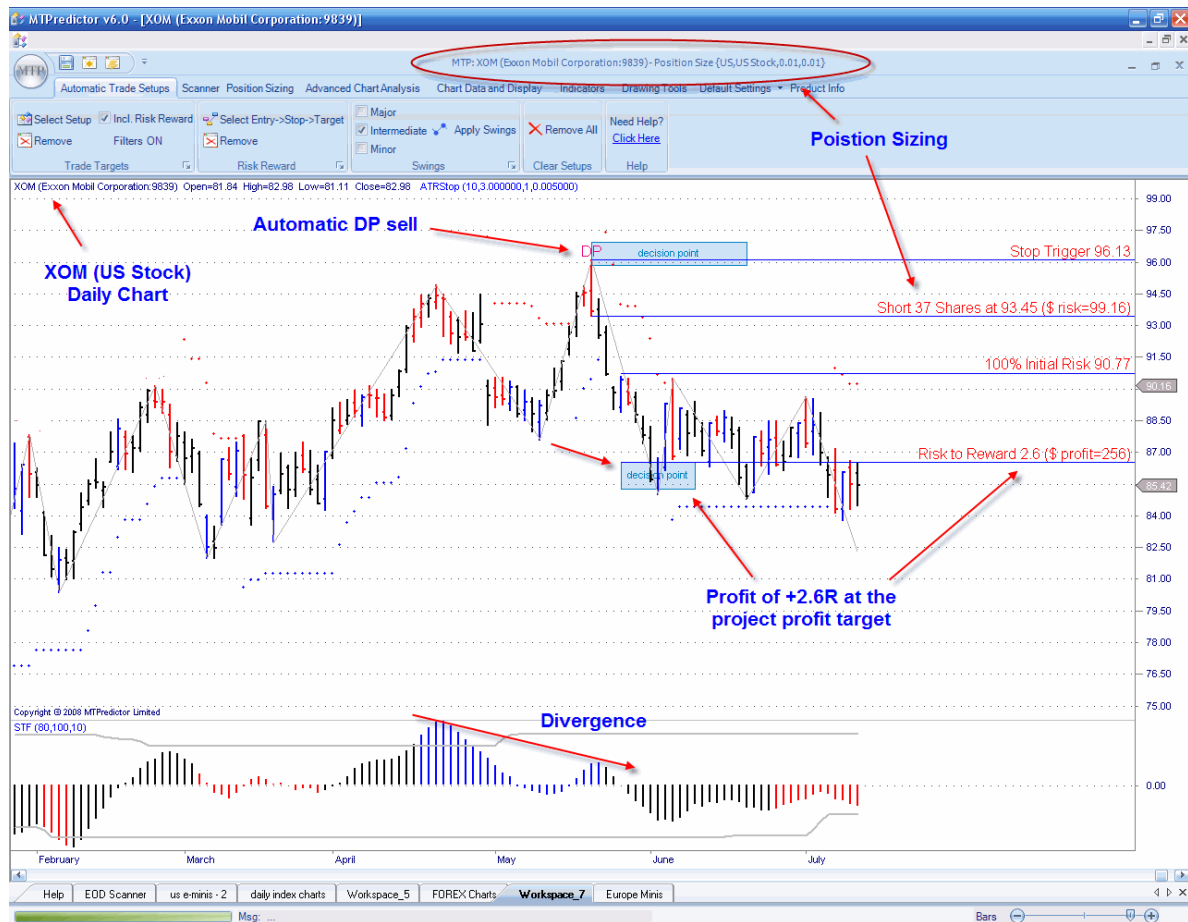 MTPredictor v6.0 - [XOM (Exxon Mobil Corporation:9839)]
MTP: XOM (Exxon Mobil Corporation:9839)- Position Size {US,US Stock,0.01,0.01}
MTP
Automatic Trade Setups Scanner Position Sizing Advanced Chart Analysis Chart Data and Display Indicators Drawing Tools Default Settings Product Info
Select Setup Incl. Risk Reward
Remove Filters ON
Trade Targets
Select Entry->Stop->Target
Remove
Risk Reward
Major
Intermediate Apply Swings
Minor
Swings
Remove All
Clear Setups
Need Help?
Click Here
Help
Poistion Sizing
XOM (Exxon Mobil Corporation:9839) Open=81.84 High=82.98 Low=81.11 Close=82.98 ATRStop (10,3.000000,1,0.005000)
Automatic DP sell
XOM (US Stock)
Daily Chart
DP
decision point
Stop Trigger 96.13
Short 37 Shares at 93.45 ($ risk=99.16)
100% Initial Risk 90.77
Risk to Reward 2.6 ($ profit=256)
decision point
Profit of +2.6R at the
project profit target
99.00
97.50
96.00
94.50
93.00
91.50
90.16
88.50
87.00
85.42
84.00
82.50
81.00
79.50
78.00
76.50
75.00
Copyright @ 2008 MTPredictor Limited
STF (80,100,10)
Divergence
0.00
February March April May June July
Help EOD Scanner us e-minis - 2 daily index charts Workspace_5 FOREX Charts Workspace_7 Europe Minis
Msg: ...
Bars